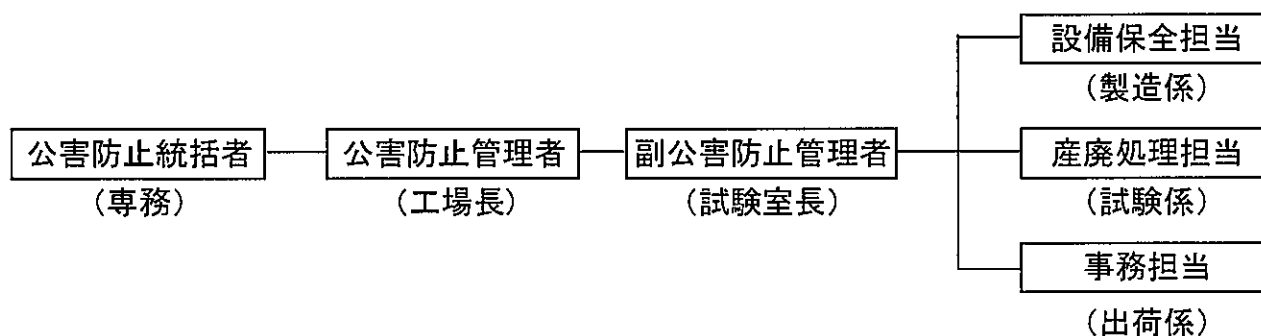 設備保全担当
(製造係)
公害防止統括者
公害防止管理者
副公害防止管理者
産廃処理担当
(専務)
(工場長)
(試験室長)
(試験係)
事務担当
(出荷係)